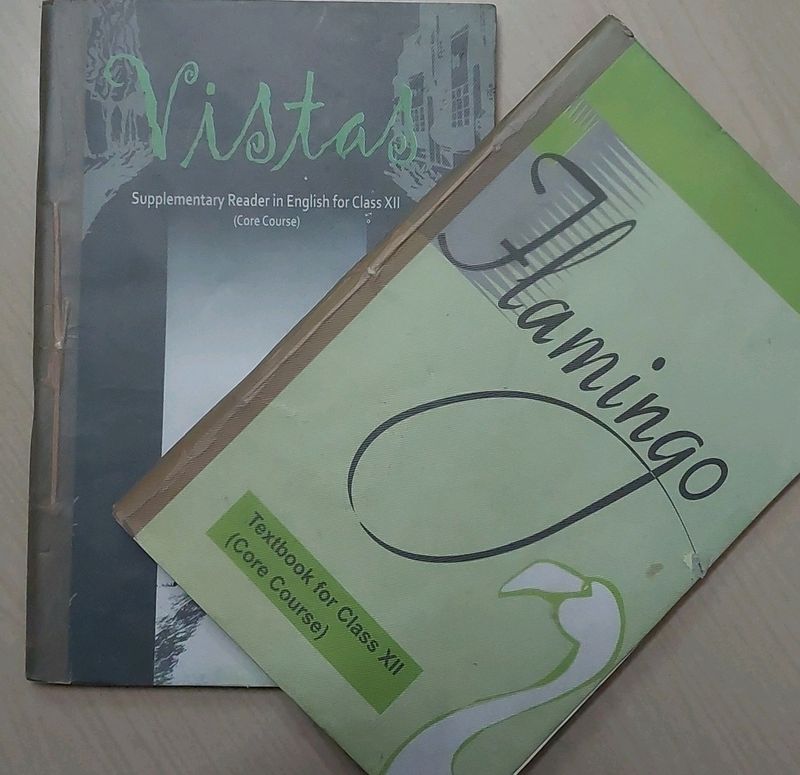 Vistas
Supplementary Reader in English for Class XII
(Core Course)
Flamingo
Textbook for Class XII
(Core Course)